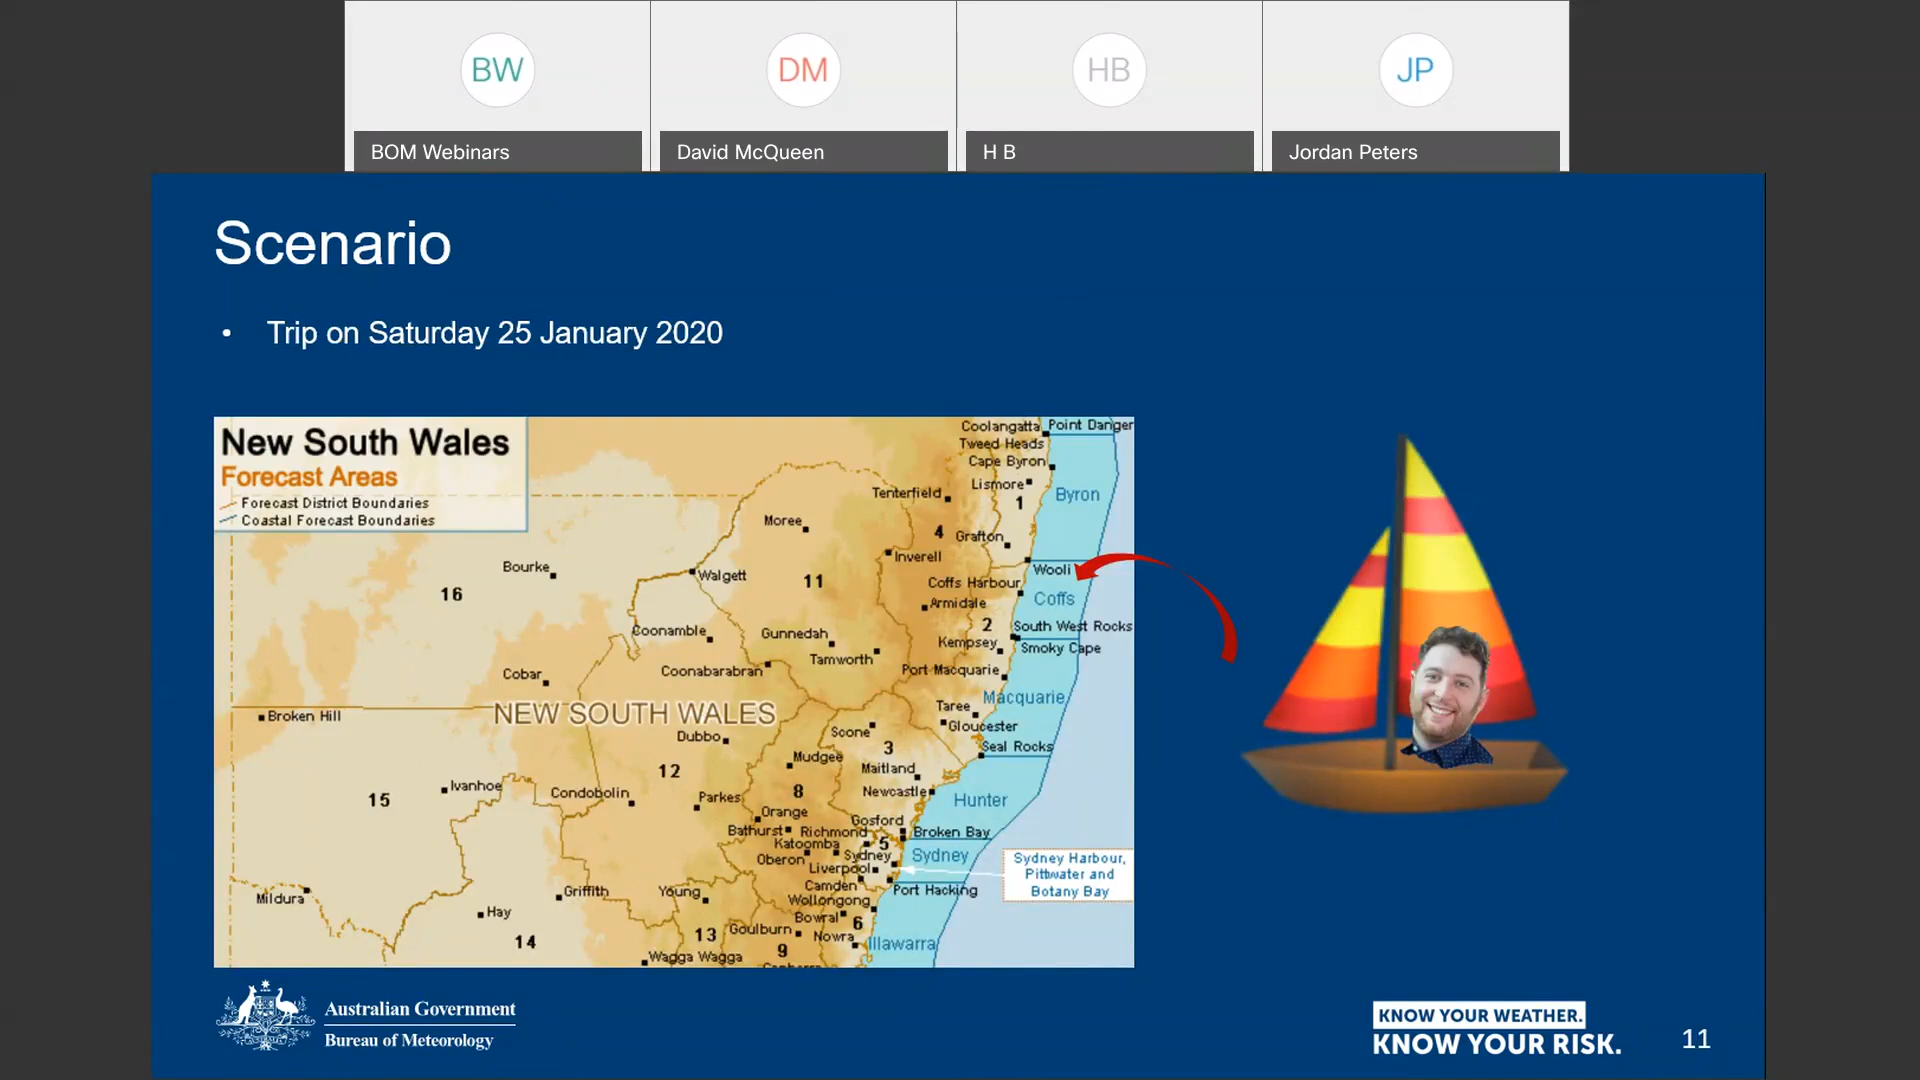 BW
DM
HB
JP
BOM Webinars
David McQueen
H B
Jordan Peters
Scenario
• Trip on Saturday 25 January 2020
New South Wales
Forecast Areas
Forecast District Boundaries
Coastal Forecast Boundaries
Coolangatta
Point Danger
Tweed Heads
Cape Byron
Lismore
Byron
1
Tenterfield
Moree
4
Grafton
Inverell
Bourke
Walgett
11
Wooli
Coffs Harbour
16
Armidale
Coffs
2
South West Rocks
Coonamble
Gunnedah
Kempsey
Smoky Cape
Tamworth
Cobar
Coonabarabran
Port Macquarie
Macquarie
Broken Hill
NEW SOUTH WALES
Taree
Gloucester
Dubbo
Scone
3
Seal Rocks
Mudgee
12
Maitland
Ivanhoe
Condobolin
Parkes
8
Newcastle
Hunter
15
Orange
Gosford
Bathurst
Richmond
Broken Bay
Katoomba
5
Oberon
Sydney
Sydney
Sydney Harbour,
Pittwater and
Botany Bay
Liverpool
Camden
Port Hacking
Mildura
Griffith
Young
Wollongong
Hay
Bowral
6
14
13
Goulburn
Nowra
Illawarra
Wagga Wagga
9
Canberra
Australian Government
Bureau of Meteorology
KNOW YOUR WEATHER.
KNOW YOUR RISK.
11